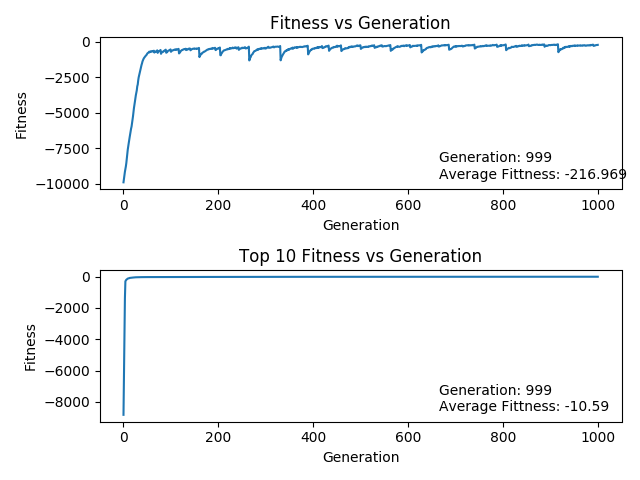 Fitness vs Generation
0
−2500
−5000
−7500
−10000
Fitness
Generation: 999
Average Fittness: -216.969
0 200 400 600 800 1000
Generation
Top 10 Fitness vs Generation
0
−2000
−4000
−6000
−8000
Fitness
Generation: 999
Average Fittness: -10.59
0 200 400 600 800 1000
Generation